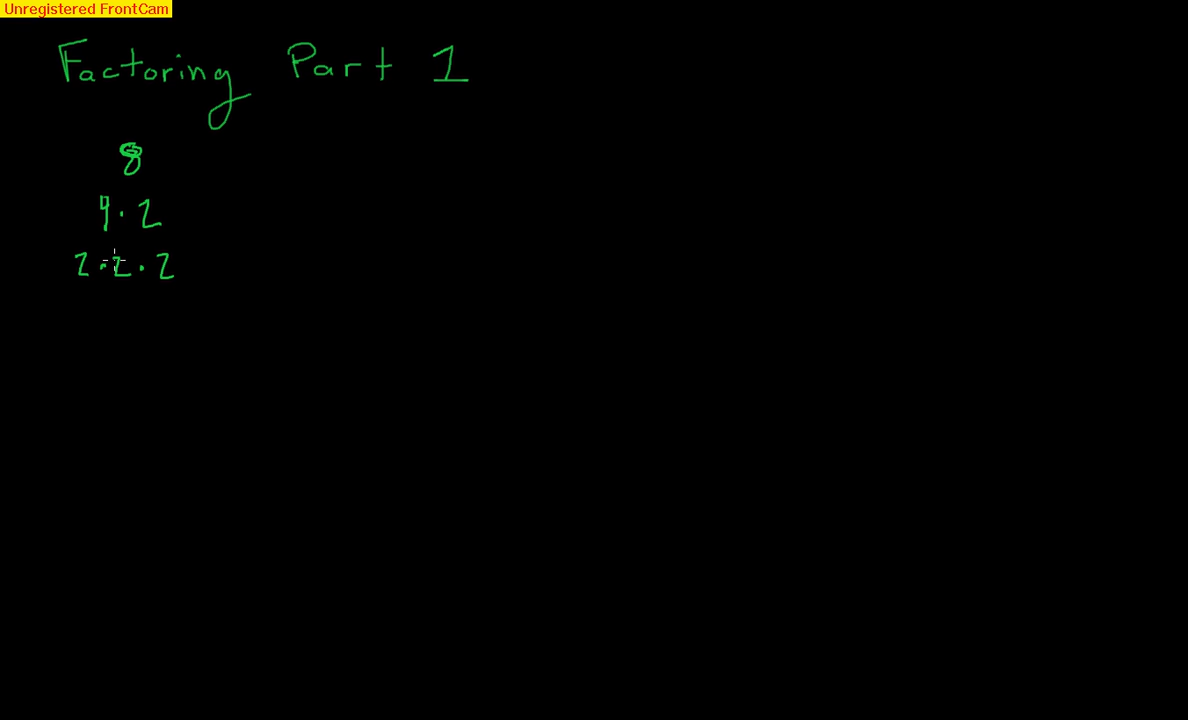 Unregistered FrontCam
Factoring Part 1
8
4 · 2
2 · 2 · 2